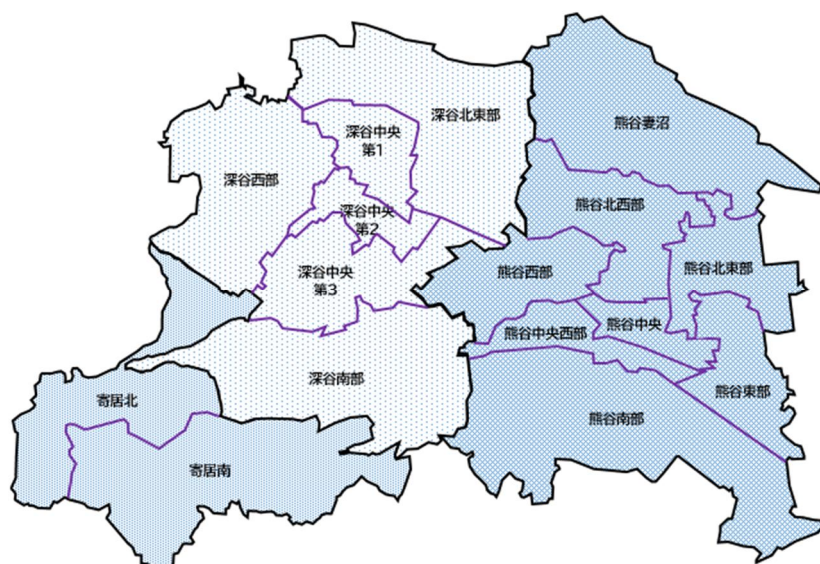 深谷北東部
深谷中央
第1
熊谷妻沼
深谷西部
深谷中央
第2
熊谷北西部
深谷中央
第3
熊谷西部
熊谷北東部
熊谷中央西部
熊谷中央
深谷南部
寄居北
熊谷南部
熊谷東部
寄居南